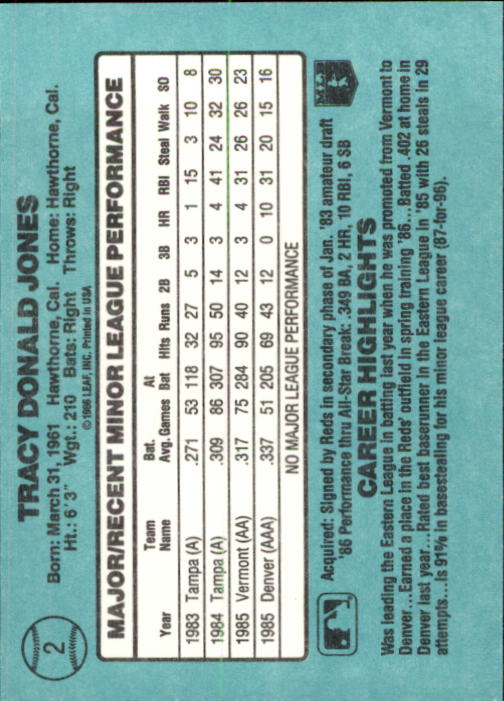 2
TRACY DONALD JONES
Born: March 31, 1961 Hawthorne, Cal. Home: Hawthorne, Cal.
Ht.: 6'3" Wgt.: 210 Bats: Right Throws: Right
©1986 LEAF, INC. Printed in USA
MAJOR/RECENT MINOR LEAGUE PERFORMANCE
Team Bat. At
Year Name Avg. Games Bat Hits Runs 2B 3B HR RBI Steal Walk SO
1983 Tampa (A) .271 53 118 32 27 5 3 1 15 3 10 8
1984 Tampa (A) .309 86 307 95 50 14 3 4 41 24 32 30
1985 Vermont (AA) .317 75 284 90 40 12 3 4 31 26 26 23
1985 Denver (AAA) .337 51 205 69 43 12 0 10 31 20 15 16
NO MAJOR LEAGUE PERFORMANCE
Acquired: Signed by Reds in secondary phase of Jan. '83 amateur draft
'86 Performance thru All-Star Break: .349 BA, 2 HR, 10 RBI, 6 SB
CAREER HIGHLIGHTS
Was leading the Eastern League in batting last year when he was promoted from Vermont to
Denver...Earned a place in the Reds' outfield in spring training '86...Batted .402 at home in
Denver last year...Rated best baserunner in the Eastern League in '85 with 26 steals in 29
attempts...Is 91% in basestealing for his minor league career (87-for-96).